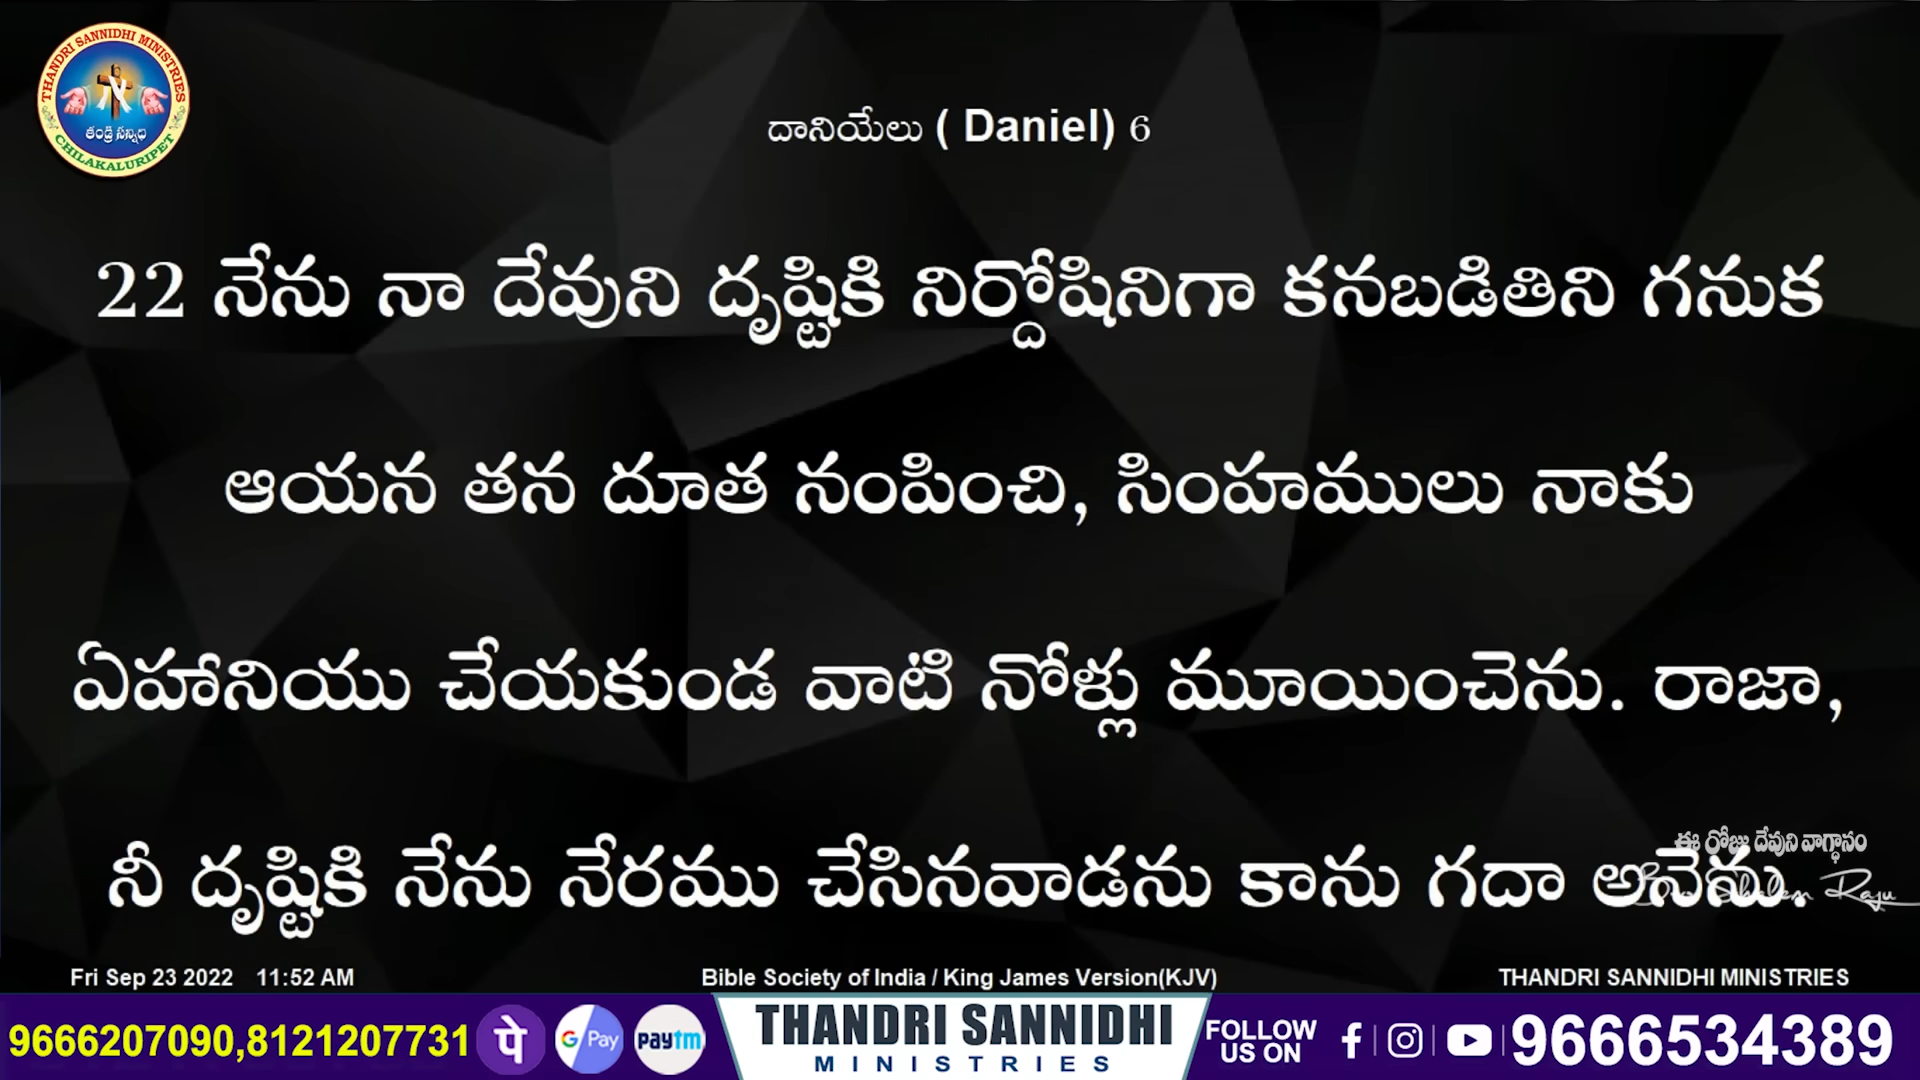 THANDRI SANNIDHI MINISTRIES
తండ్రి సన్నిధి
CHILAKALURIPET
దానియేలు ( Daniel) 6
22 నేను నా దేవుని దృష్టికి నిర్దోషినిగా కనబడితిని గనుక
ఆయన తన దూత నంపించి, సింహములు నాకు
ఏహానియు చేయకుండ వాటి నోళ్లు మూయించెను. రాజా,
నీ దృష్టికి నేను నేరము చేసినవాడను కాను గదా అనెను.
ఈ రోజు దేవుని వాగ్దానం
Raju
Fri Sep 23 2022 11:52 AM
Bible Society of India / King James Version(KJV)
THANDRI SANNIDHI MINISTRIES
9666207090,8121207731
पे
G Pay
paytm
THANDRI SANNIDHI
MINISTRIES
FOLLOW
US ON
9666534389